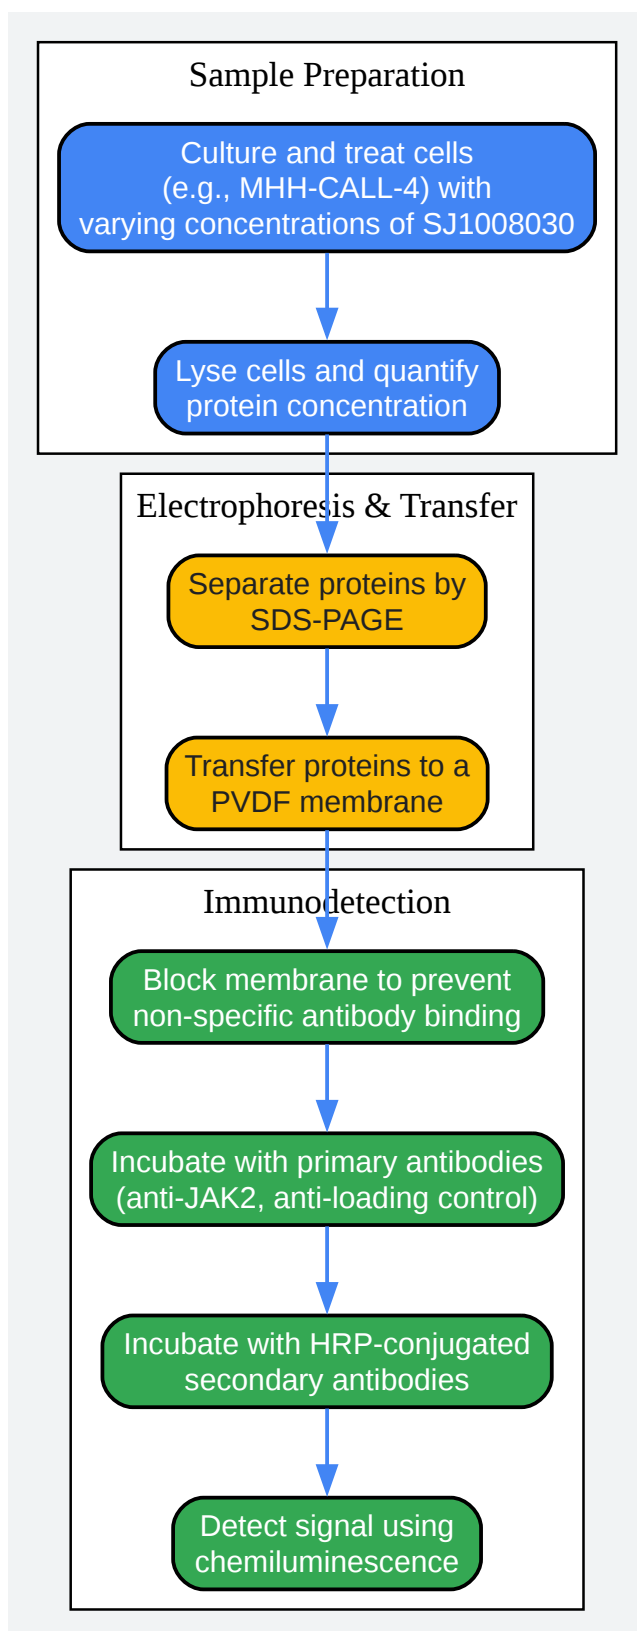 Sample Preparation
Culture and treat cells
(e.g., MHH-CALL-4) with
varying concentrations of SJ1008030
Lyse cells and quantify
protein concentration
Electrophoresis & Transfer
Separate proteins by
SDS-PAGE
Transfer proteins to a
PVDF membrane
Immunodetection
Block membrane to prevent
non-specific antibody binding
Incubate with primary antibodies
(anti-JAK2, anti-loading control)
Incubate with HRP-conjugated
secondary antibodies
Detect signal using
chemiluminescence